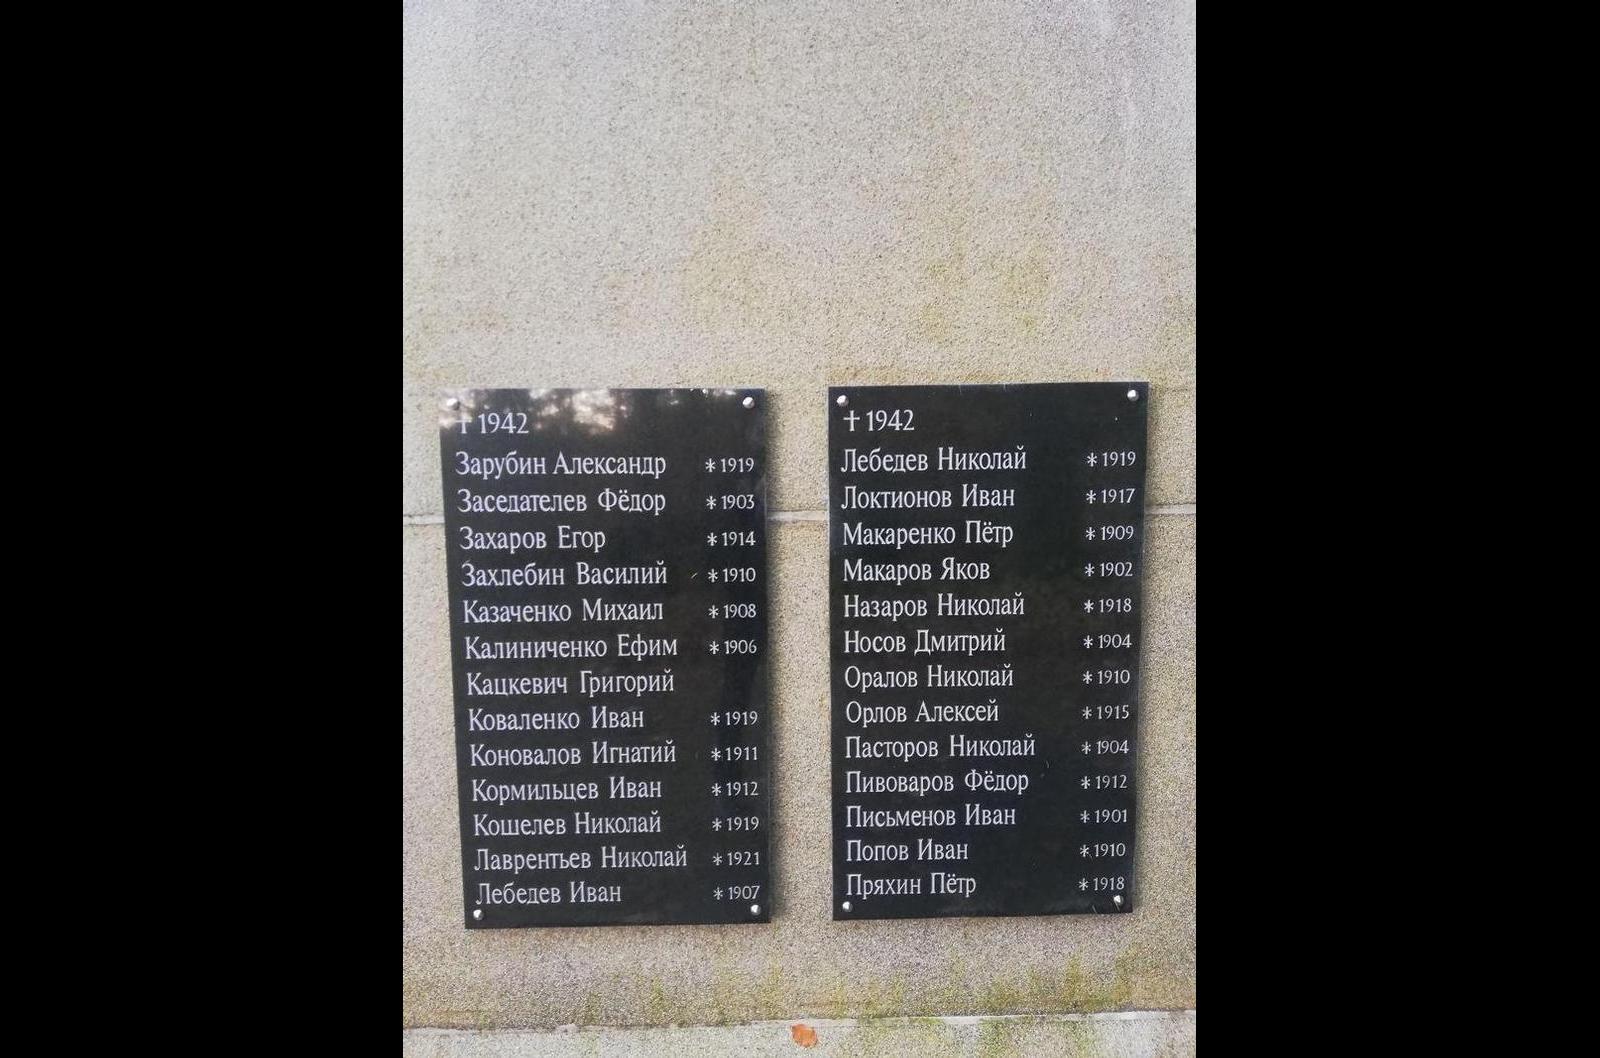 † 1942
Зарубин Александр * 1919
Заседателев Фёдор * 1903
Захаров Егор * 1914
Захлебин Василий * 1910
Казаченко Михаил * 1908
Калиниченко Ефим * 1906
Кацкевич Григорий
Коваленко Иван * 1919
Коновалов Игнатий * 1911
Кормильцев Иван * 1912
Кошелев Николай * 1919
Лаврентьев Николай * 1921
Лебедев Иван * 1907
† 1942
Лебедев Николай * 1919
Локтионов Иван * 1917
Макаренко Пётр * 1909
Макаров Яков * 1902
Назаров Николай * 1918
Носов Дмитрий * 1904
Оралов Николай * 1910
Орлов Алексей * 1915
Пасторов Николай * 1904
Пивоваров Фёдор * 1912
Письменов Иван * 1901
Попов Иван * 1910
Пряхин Пётр * 1918